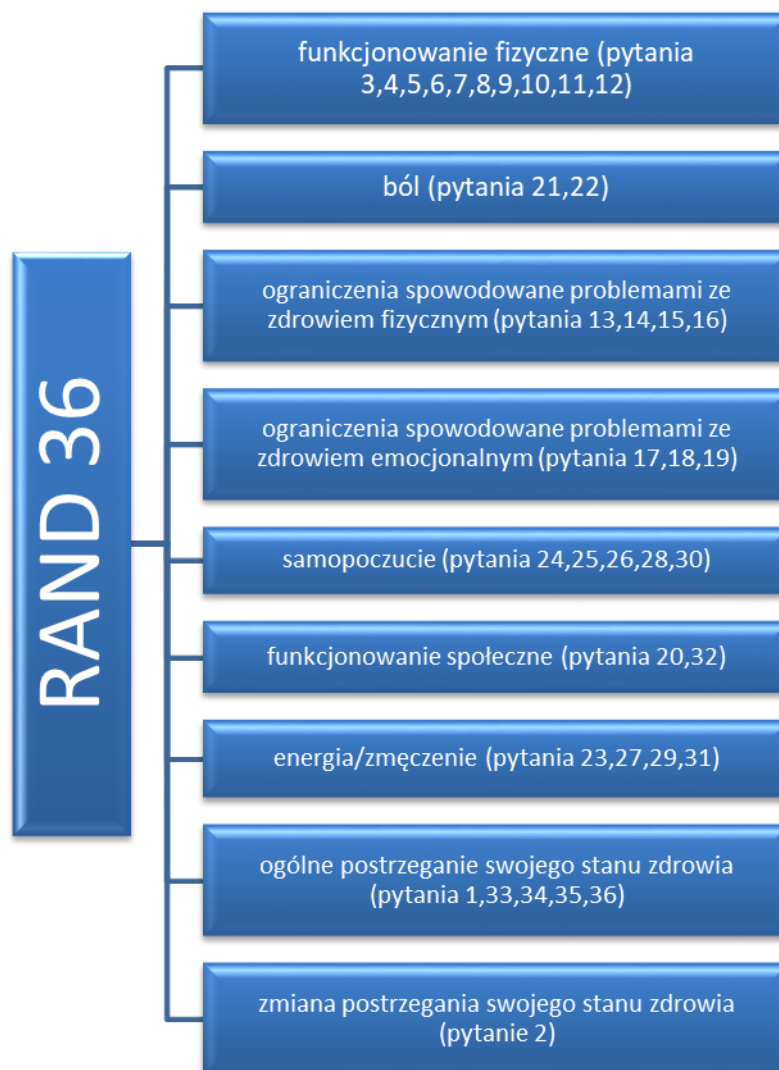 RAND 36
funkcjonowanie fizyczne (pytania
3,4,5,6,7,8,9,10,11,12)
ból (pytania 21,22)
ograniczenia spowodowane problemami ze
zdrowiem fizycznym (pytania 13,14,15,16)
ograniczenia spowodowane problemami ze
zdrowiem emocjonalnym (pytania 17,18,19)
samopoczucie (pytania 24,25,26,28,30)
funkcjonowanie społeczne (pytania 20,32)
energia/zmęczenie (pytania 23,27,29,31)
ogólne postrzeganie swojego stanu zdrowia
(pytania 1,33,34,35,36)
zmiana postrzegania swojego stanu zdrowia
(pytanie 2)